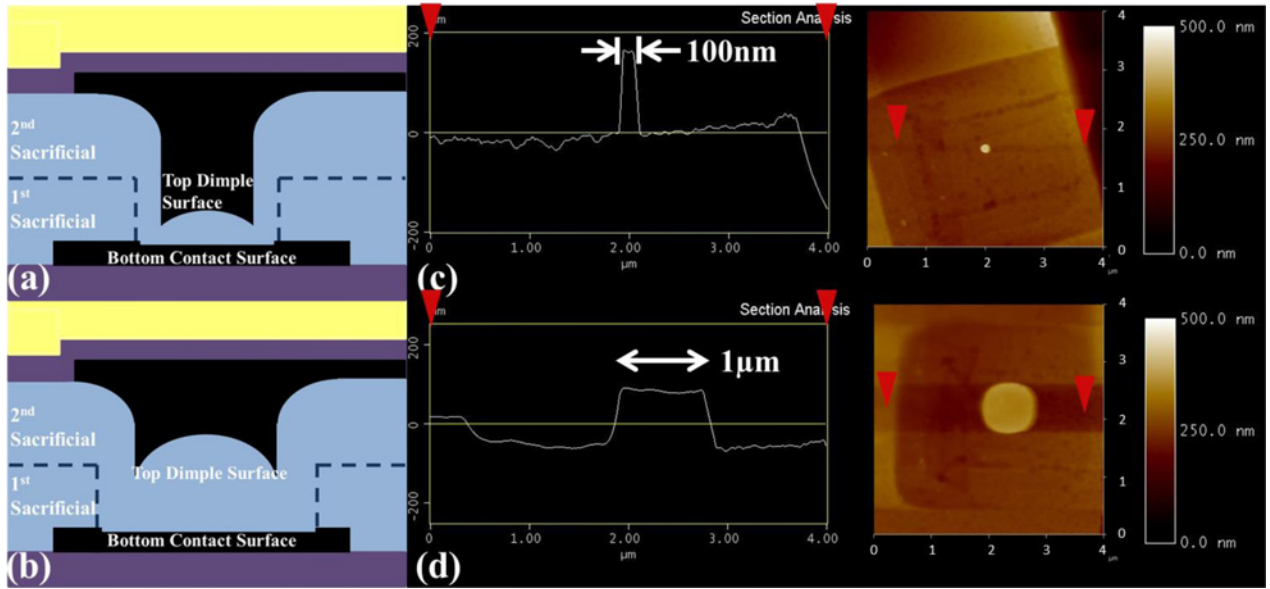 2nd
Sacrificial
1st
Sacrificial
Top Dimple
Surface
Bottom Contact Surface
(a)
2nd
Sacrificial
1st
Sacrificial
Top Dimple Surface
Bottom Contact Surface
(b)
Section Analysis
200
0
-200
100nm
0
1.00
2.00
3.00
4.00
µm
(c)
4
3
2
1
0
0
1
2
3
4
µm
500.0 nm
250.0 nm
0.0 nm
Section Analysis
200
0
-200
1µm
0
1.00
2.00
3.00
4.00
µm
(d)
4
3
2
1
0
0
1
2
3
4
µm
500.0 nm
250.0 nm
0.0 nm